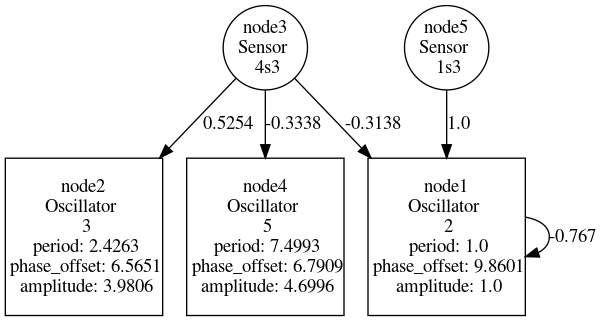 node3
Sensor
4s3
node5
Sensor
1s3
0.5254
-0.3338
-0.3138
1.0
node2
Oscillator
3
period: 2.4263
phase_offset: 6.5651
amplitude: 3.9806
node4
Oscillator
5
period: 7.4993
phase_offset: 6.7909
amplitude: 4.6996
node1
Oscillator
2
period: 1.0
phase_offset: 9.8601
amplitude: 1.0
-0.767